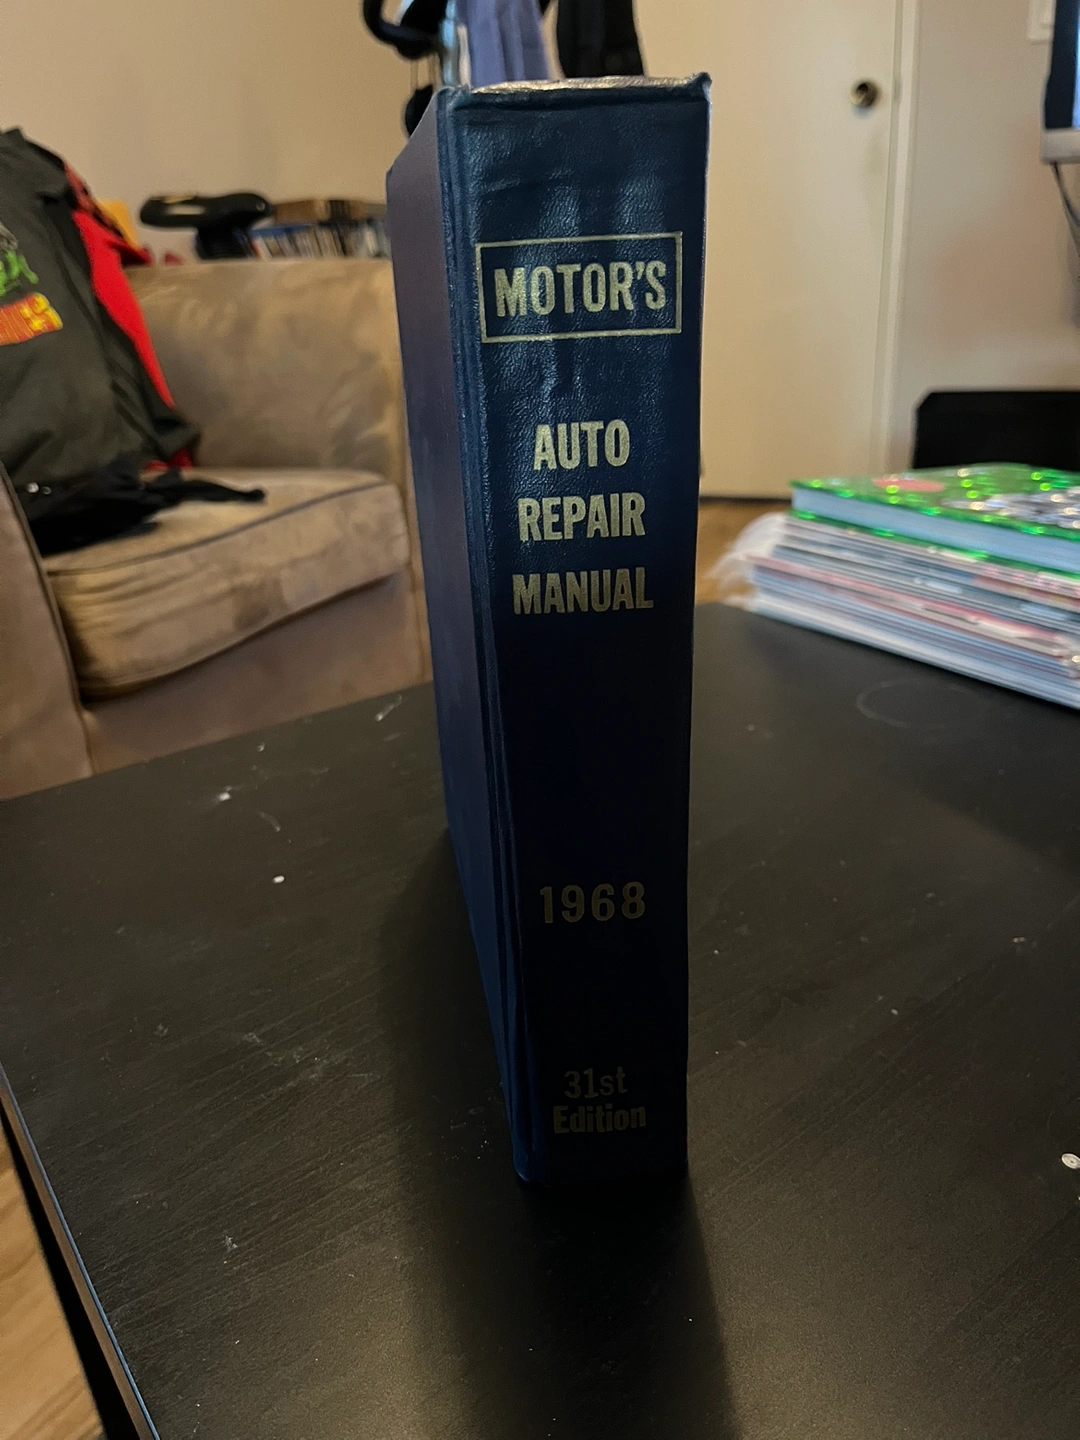 MOTOR'S
AUTO
REPAIR
MANUAL
1968
31st
Edition